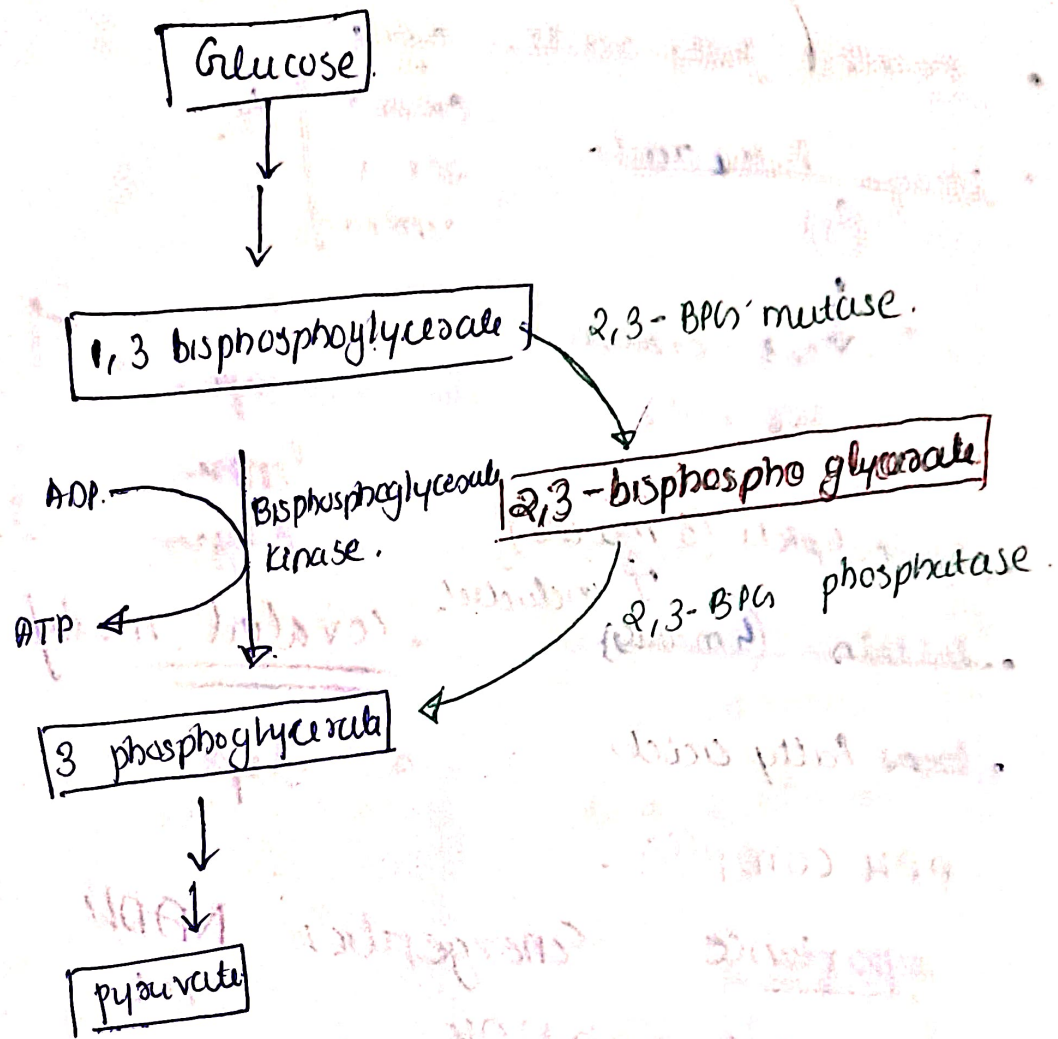 Glucose.
1,3 bisphosphoglycerate
2,3-BPG mutase.
ADP.
Bisphosphoglycerate
kinase.
ATP
2,3-bisphospho glycerate
2,3-BPG phosphatase.
3 phosphoglycerate
pyruvate